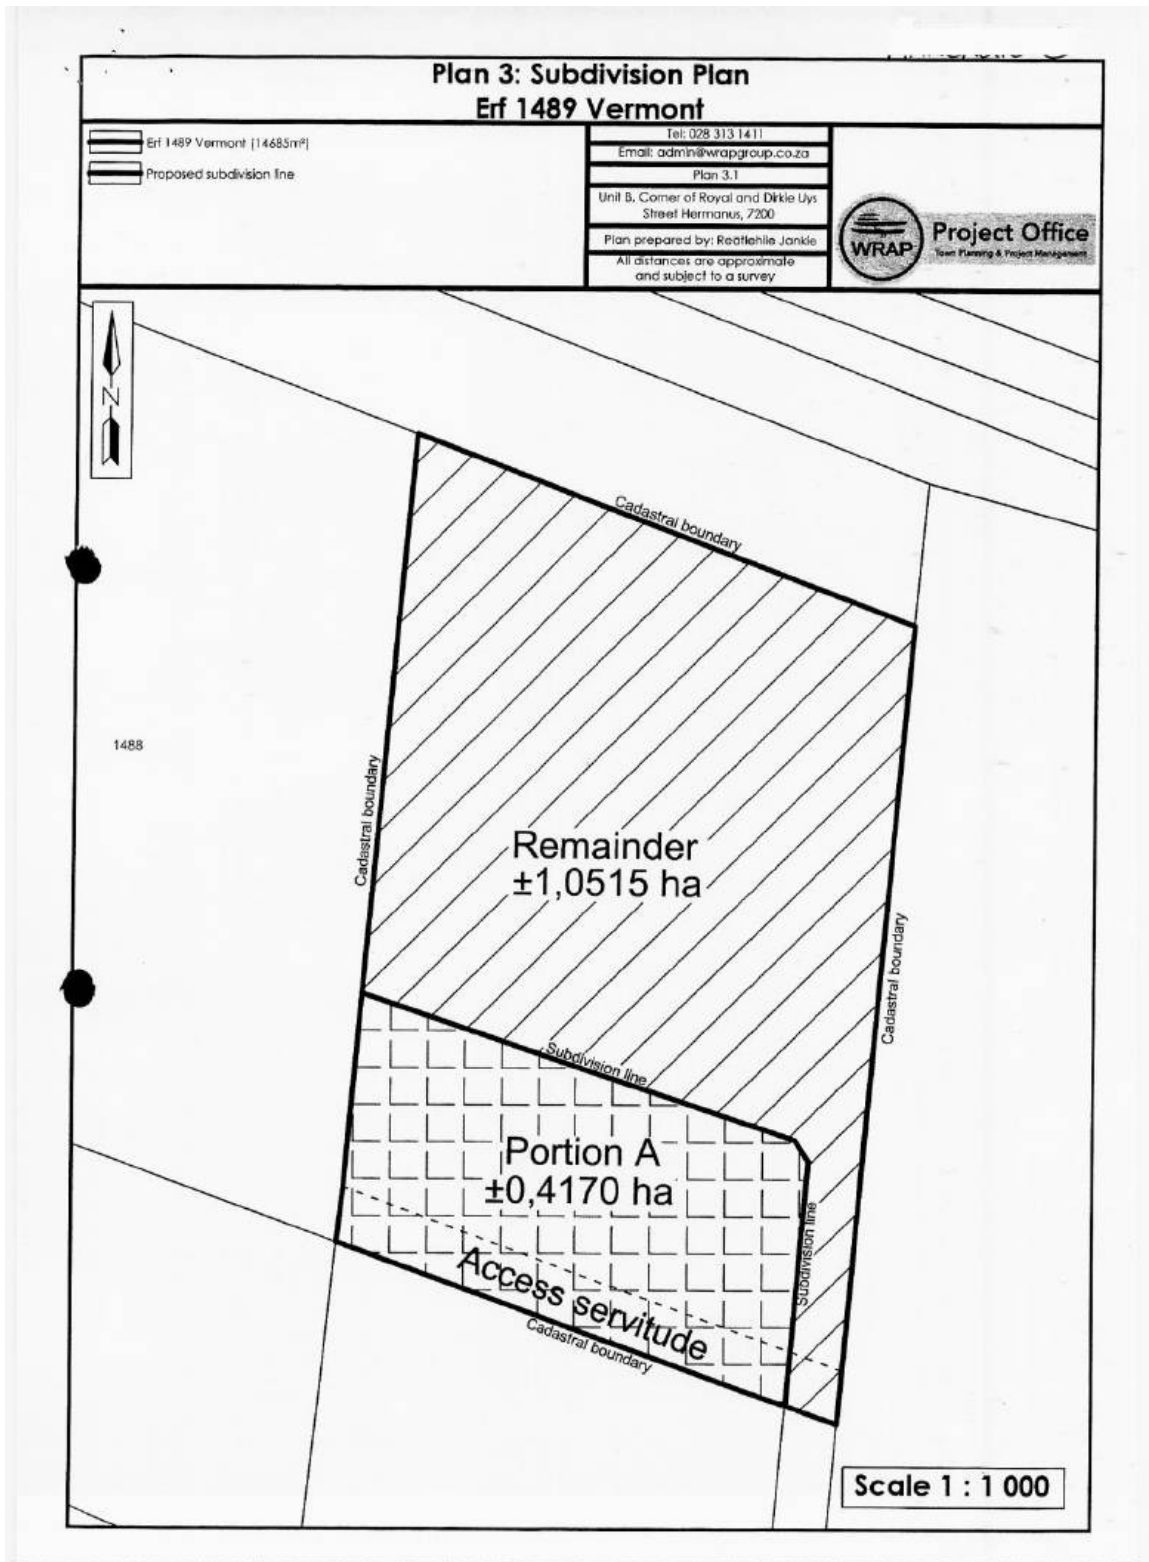 Plan 3: Subdivision Plan
Erf 1489 Vermont
Erf 1489 Vermont (14685m²)
Proposed subdivision line
Tel: 028 313 1411
Email: admin@wrapgroup.co.za
Plan 3.1
Unit B, Corner of Royal and Dirkie Uys
Street Hermanus, 7200
Plan prepared by: Reatlehile Jankie
All distances are approximate
and subject to a survey
WRAP
Project Office
Town Planning & Project Management
N
Cadastral boundary
1488
Cadastral boundary
Remainder
±1,0515 ha
Cadastral boundary
Subdivision line
Portion A
±0,4170 ha
Subdivision line
Access servitude
Cadastral boundary
Scale 1 : 1 000